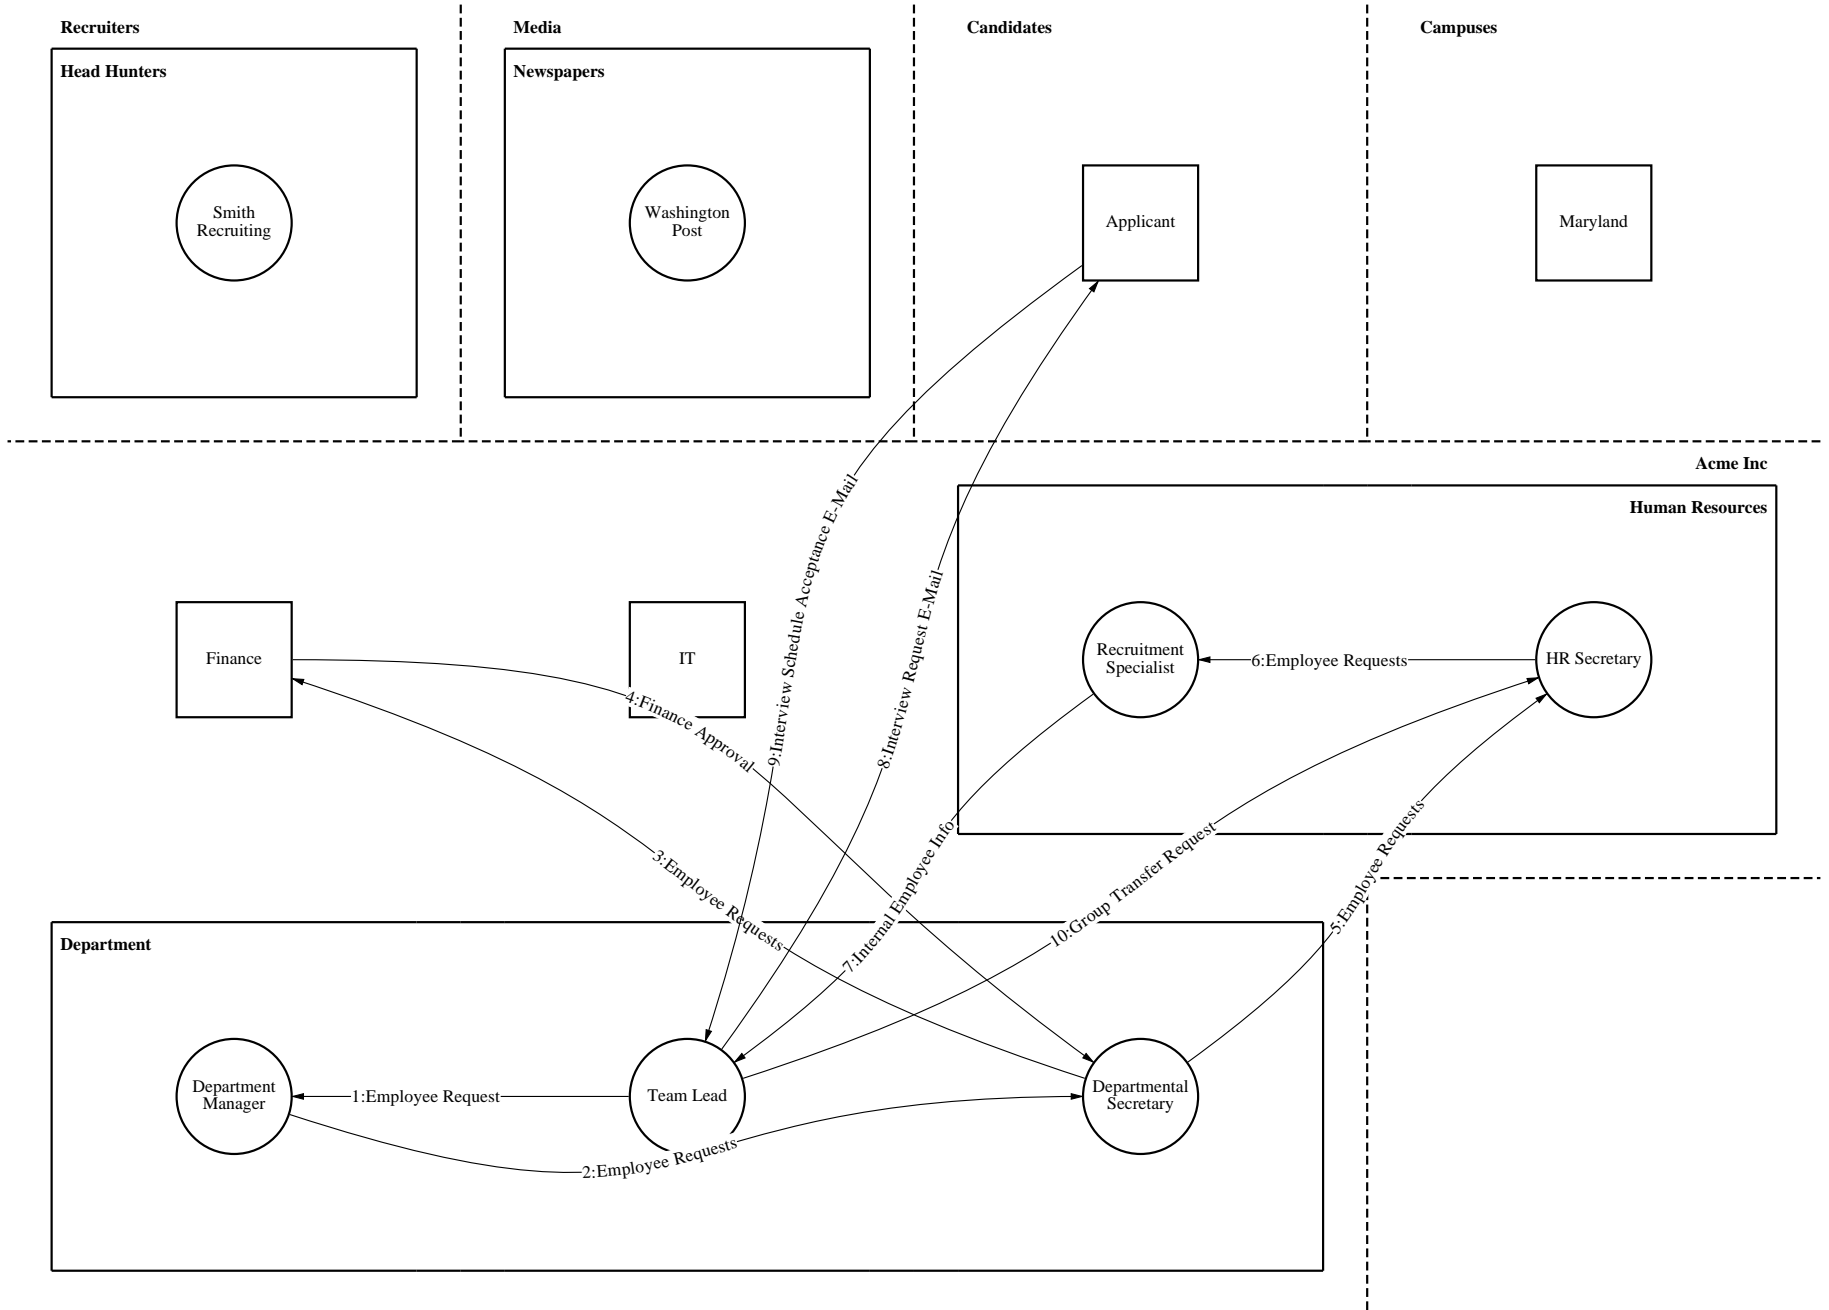 Recruiters
Media
Candidates
Campuses
Head Hunters
Newspapers
Smith
Recruiting
Washington
Post
Applicant
Maryland
Acme Inc
Human Resources
9:Interview Schedule Acceptance E-Mail
8:Interview Request E-Mail
Finance
IT
Recruitment
Specialist
6:Employee Requests
HR Secretary
4:Finance Approval
3:Employee Requests
7:Internal Employee Info
10:Group Transfer Request
5:Employee Requests
Department
Department
Manager
1:Employee Request
Team Lead
Departmental
Secretary
2:Employee Requests